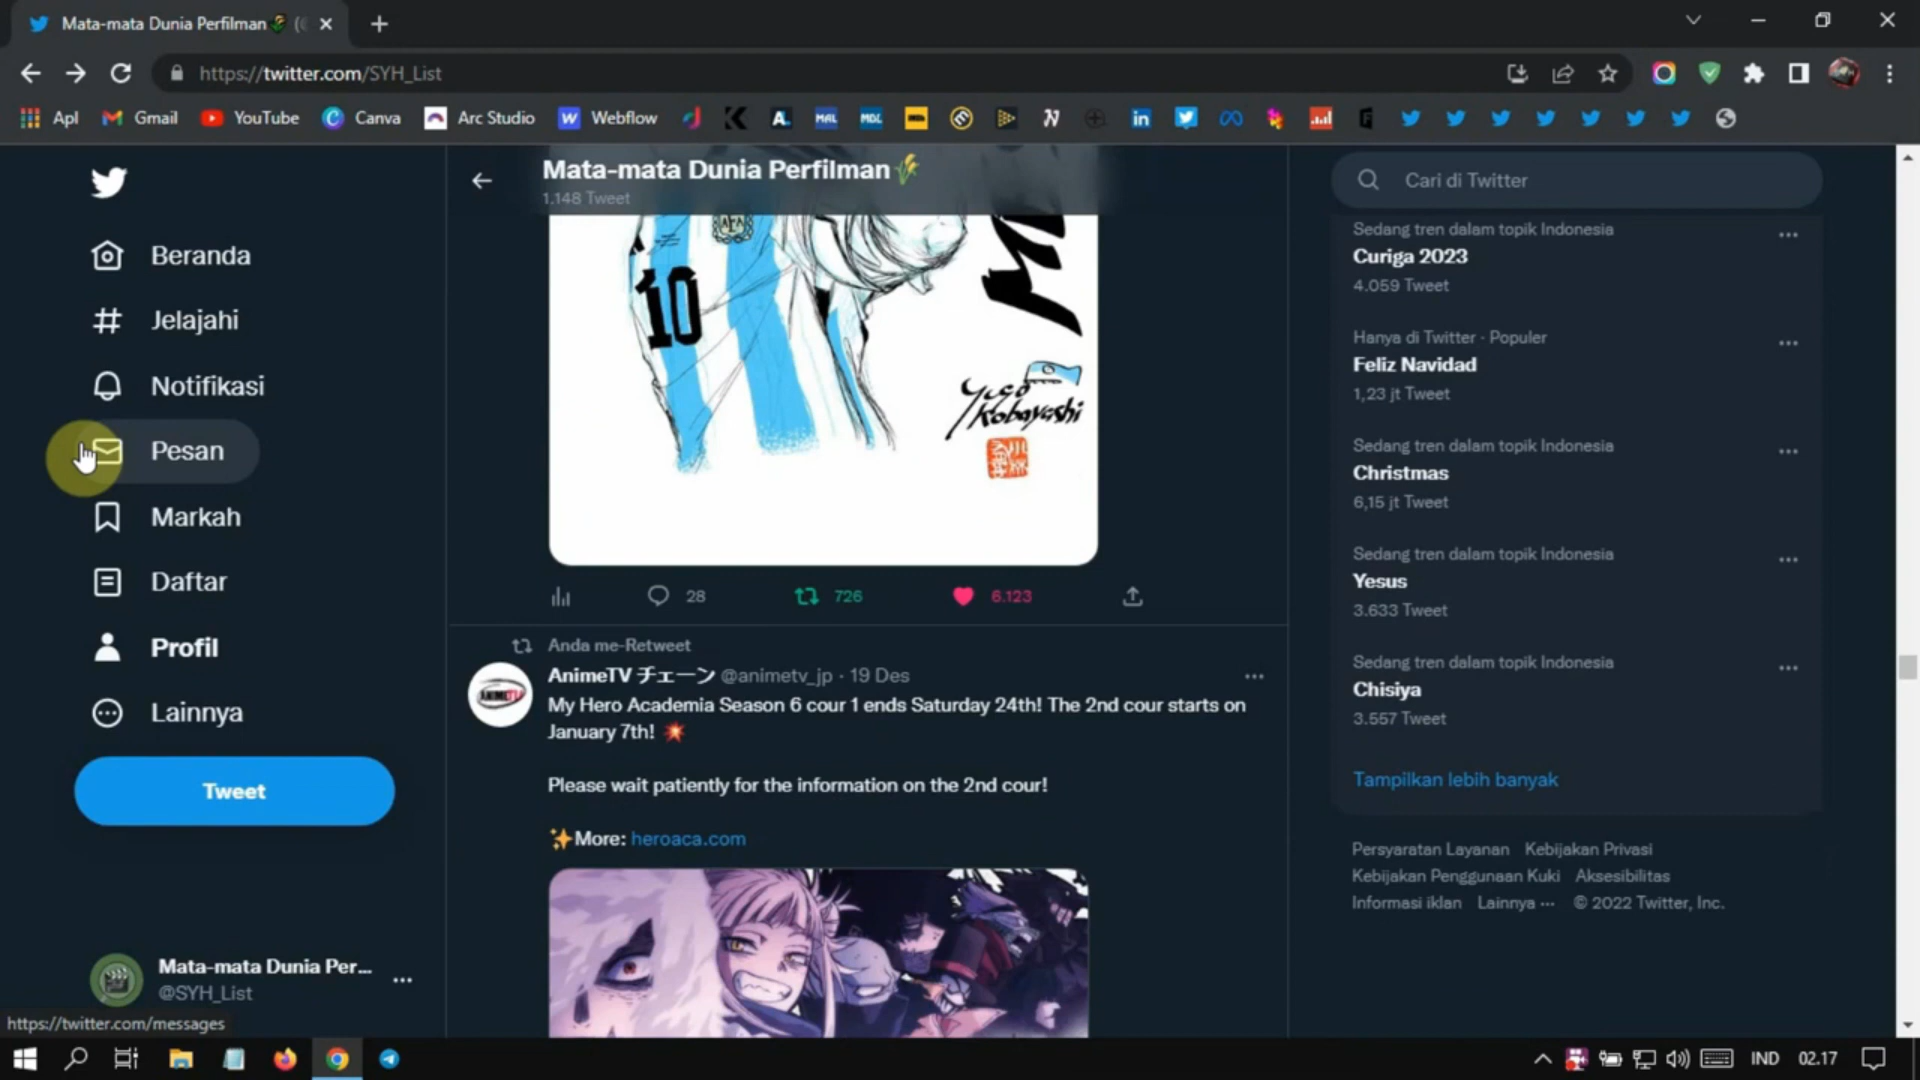 Mata-mata Dunia Perfilman
https://twitter.com/SYH_List
Apl
Gmail
YouTube
Canva
Arc Studio
Webflow
Mata-mata Dunia Perfilman
1.148 Tweet
Cari di Twitter
Beranda
Jelajahi
Notifikasi
Pesan
Markah
Daftar
Profil
Lainnya
Tweet
Mata-mata Dunia Per...
@SYH_List
https://twitter.com/messages
AFA
10
Yugo
Kobayashi
28
726
6.123
Anda me-Retweet
AnimeTV チェーン @animetv_jp · 19 Des
My Hero Academia Season 6 cour 1 ends Saturday 24th! The 2nd cour starts on
January 7th! 💥
Please wait patiently for the information on the 2nd cour!
✨More: heroaca.com
Sedang tren dalam topik Indonesia
Curiga 2023
4.059 Tweet
Hanya di Twitter · Populer
Feliz Navidad
1,23 jt Tweet
Sedang tren dalam topik Indonesia
Christmas
6,15 jt Tweet
Sedang tren dalam topik Indonesia
Yesus
3.633 Tweet
Sedang tren dalam topik Indonesia
Chisiya
3.557 Tweet
Tampilkan lebih banyak
Persyaratan Layanan Kebijakan Privasi
Kebijakan Penggunaan Kuki Aksesibilitas
Informasi iklan Lainnya ··· © 2022 Twitter, Inc.
IND
02.17